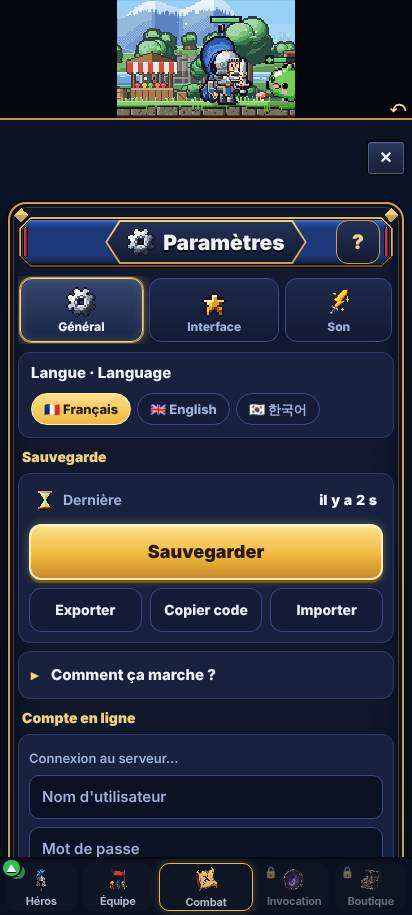 ×
Paramètres
?
Général
Interface
Son
Langue · Language
🇫🇷 Français
🇬🇧 English
🇰🇷 한국어
Sauvegarde
Dernière
il y a 2 s
Sauvegarder
Exporter
Copier code
Importer
► Comment ça marche ?
Compte en ligne
Connexion au serveur...
Nom d'utilisateur
Mot de passe
Héros
Équipe
Combat
Invocation
Boutique